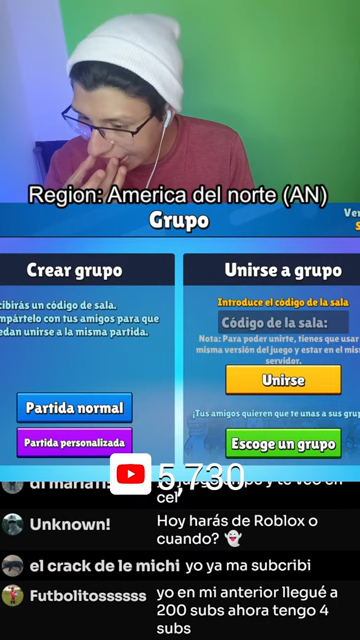 Region: America del norte (AN)
Grupo
Ver
Crear grupo
Unirse a grupo
cibirás un código de sala.
mpártelo con tus amigos para que
edan unirse a la misma partida.
Introduce el código de la sala
Código de la sala:
Nota: Para poder unirte, tienes que usar
misma versión del juego y estar en el mis
servidor.
Partida normal
Unirse
Partida personalizada
¡Tus amigos quieren que te unas a sus grup
Escoge un grupo
5,730
cel
Unknown!
Hoy harás de Roblox o
cuando? 👻
el crack de le michi yo ya ma subcribi
Futbolitossssss
yo en mi anterior llegué a
200 subs ahora tengo 4
subs